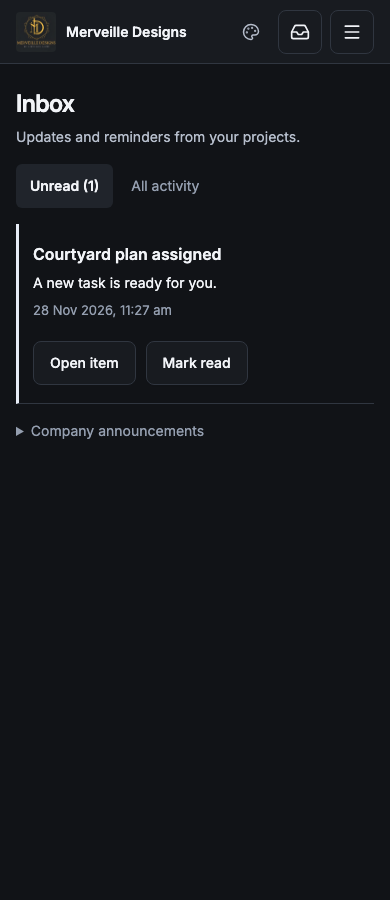 Merveille Designs
Inbox
Updates and reminders from your projects.
Unread (1)
All activity
Courtyard plan assigned
A new task is ready for you.
28 Nov 2026, 11:27 am
Open item
Mark read
Company announcements